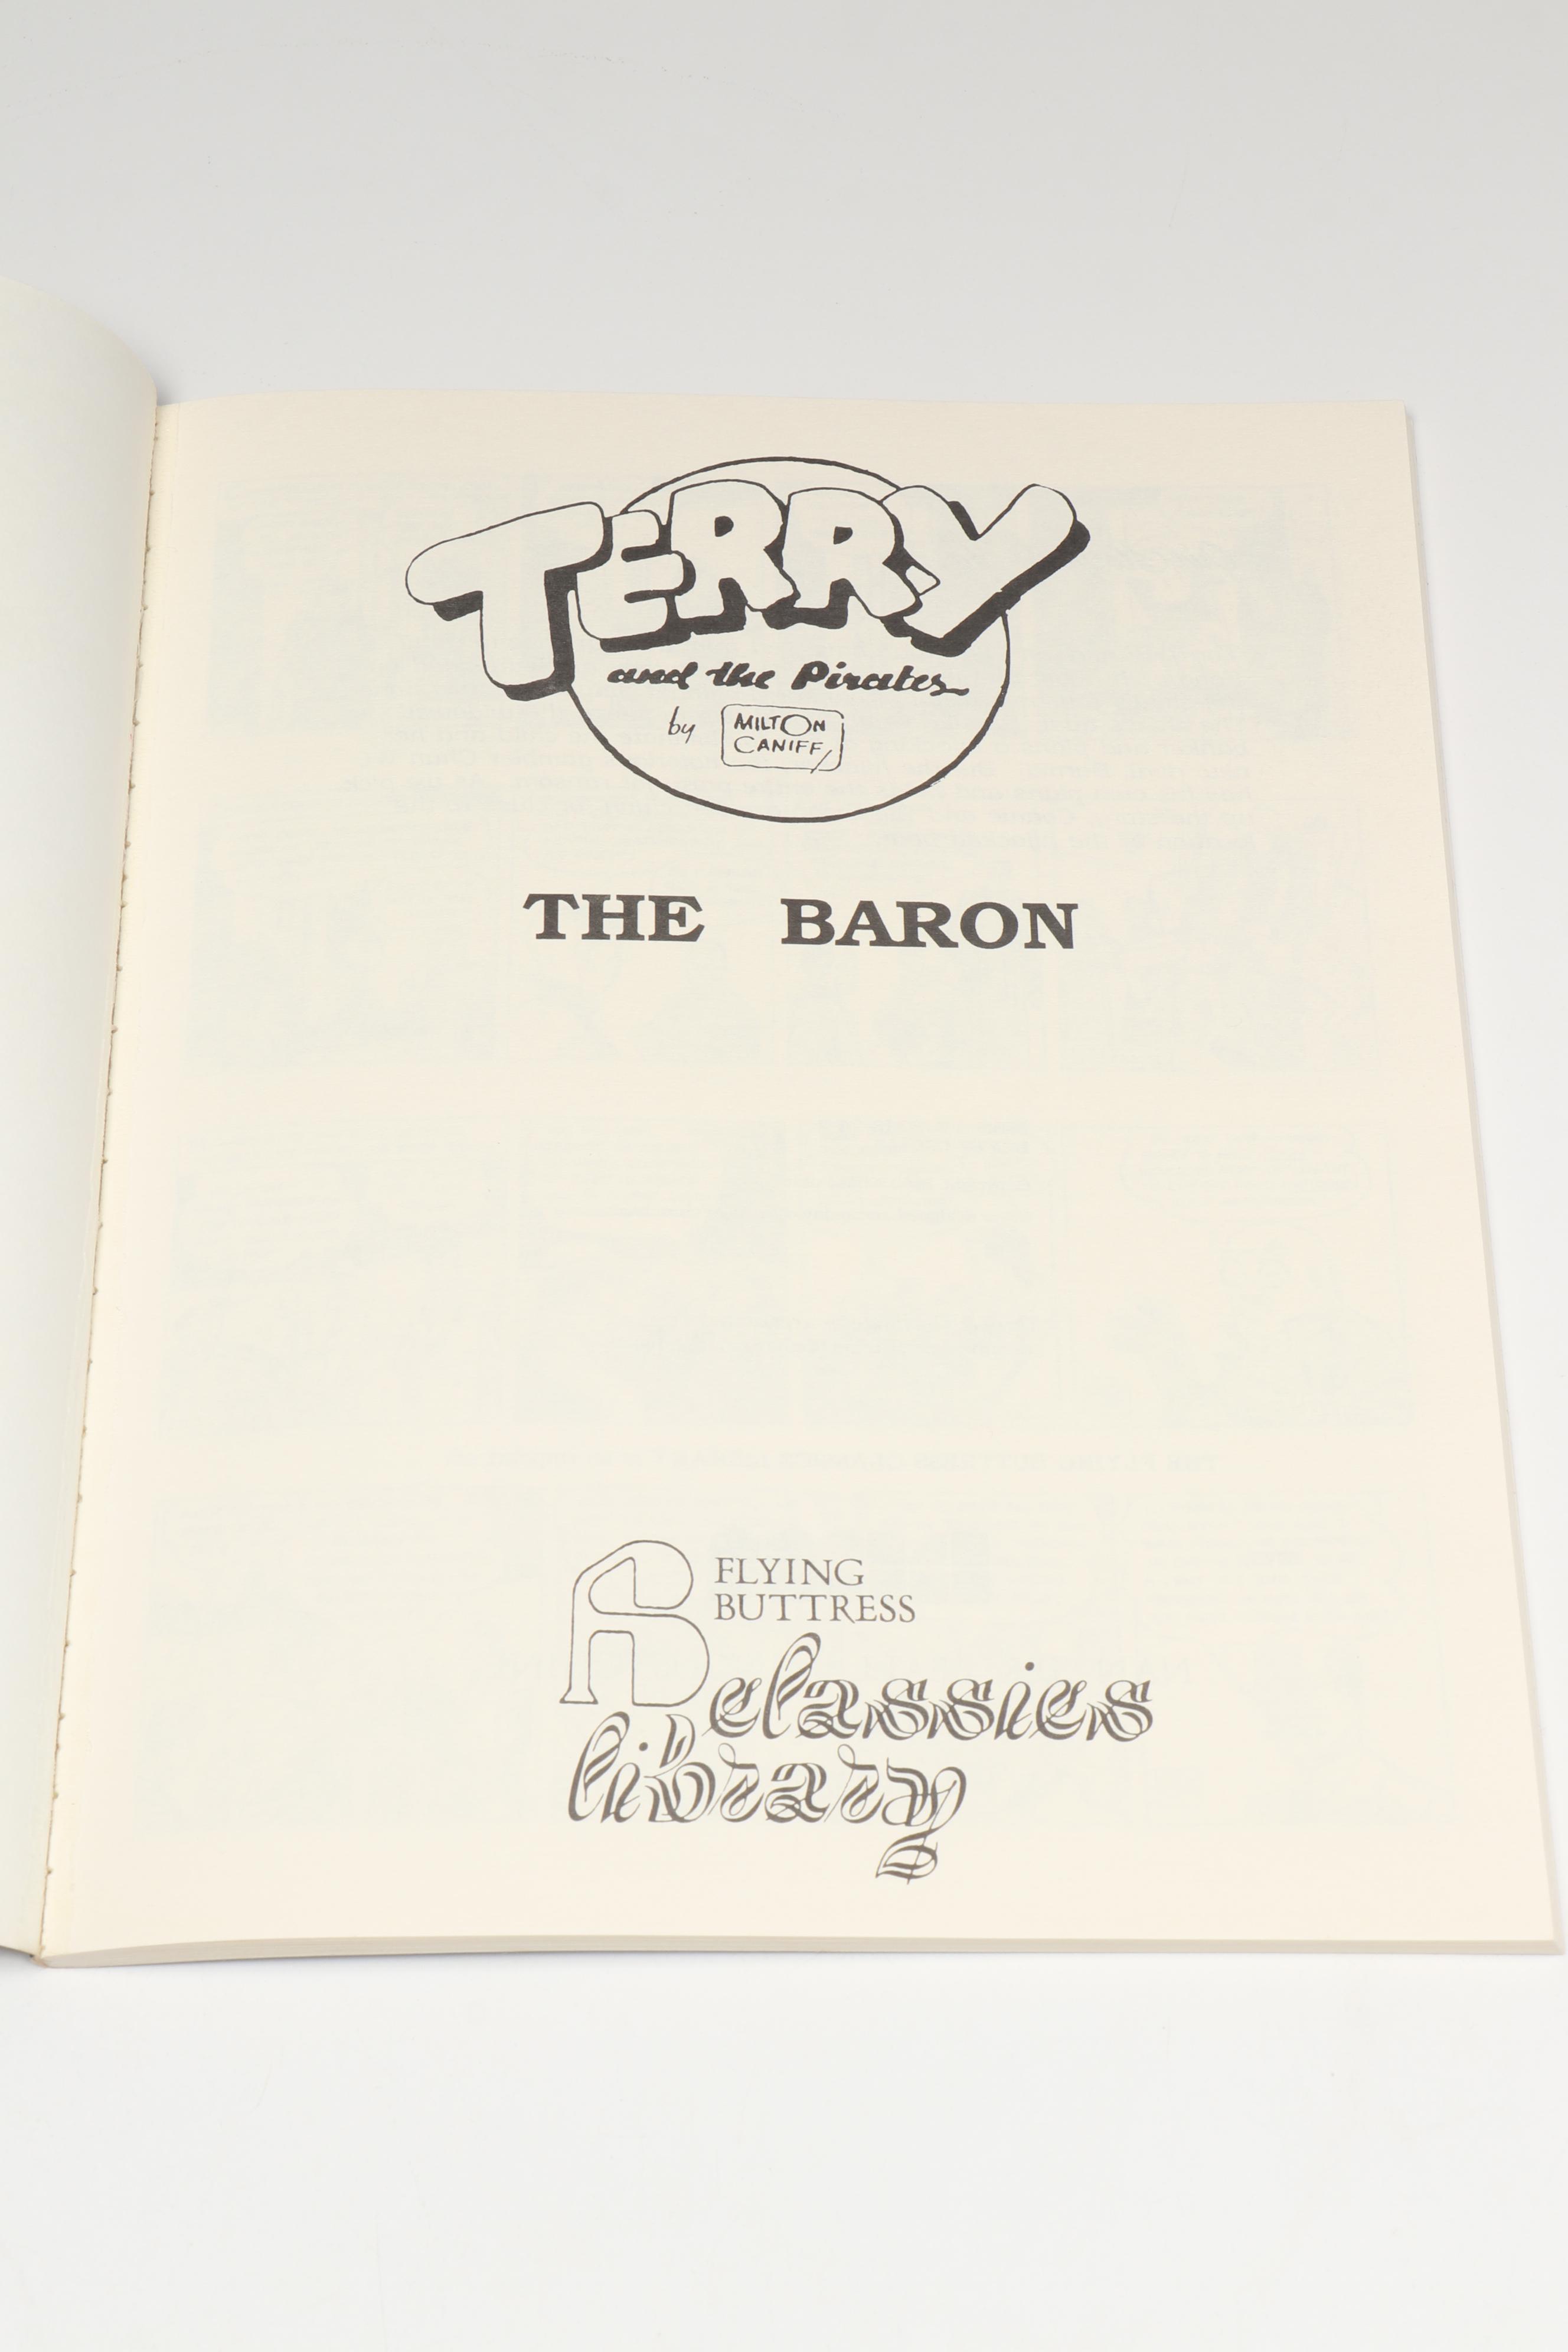 TERRY
and the Pirates
by MILTON
CANIFF
THE BARON
FLYING
BUTTRESS
classics
library